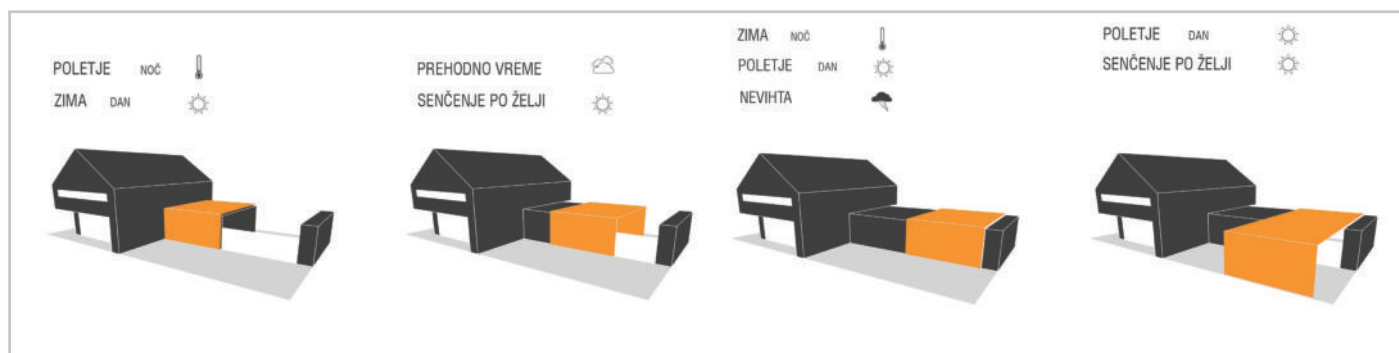 POLETJE NOČ
ZIMA DAN
PREHODNO VREME
SENČENJE PO ŽELJI
ZIMA NOČ
POLETJE DAN
NEVIHTA
POLETJE DAN
SENČENJE PO ŽELJI